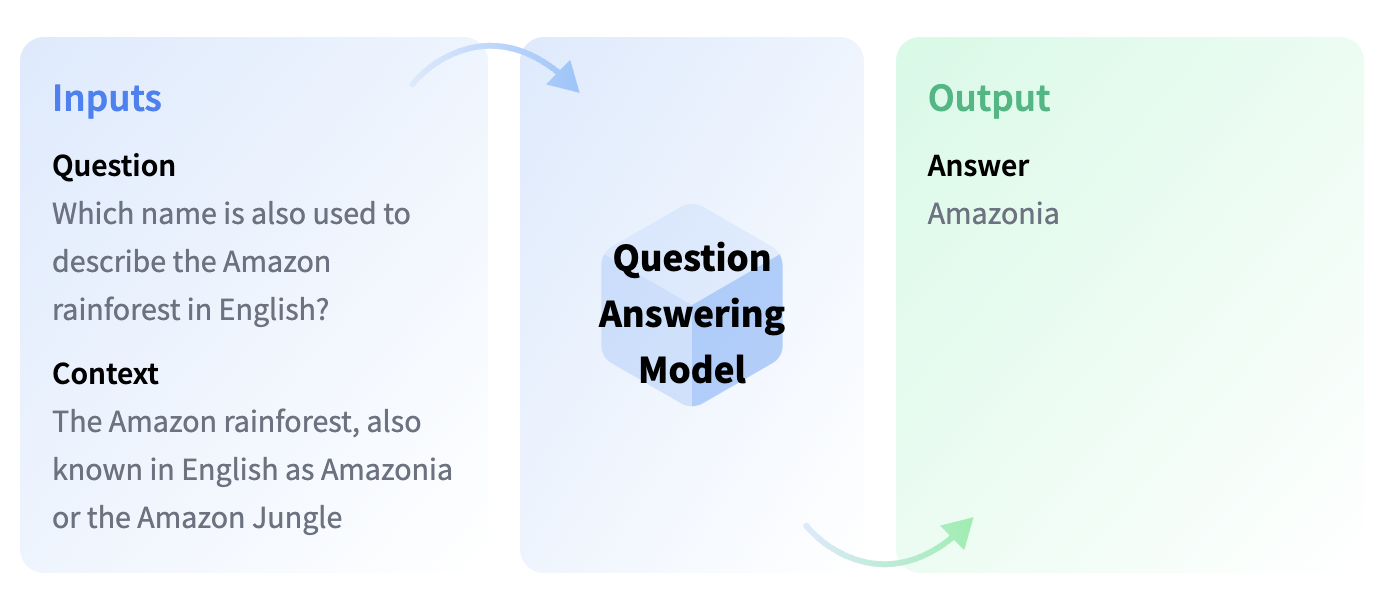 Inputs
Question
Which name is also used to
describe the Amazon
rainforest in English?
Context
The Amazon rainforest, also
known in English as Amazonia
or the Amazon Jungle
Question
Answering
Model
Output
Answer
Amazonia